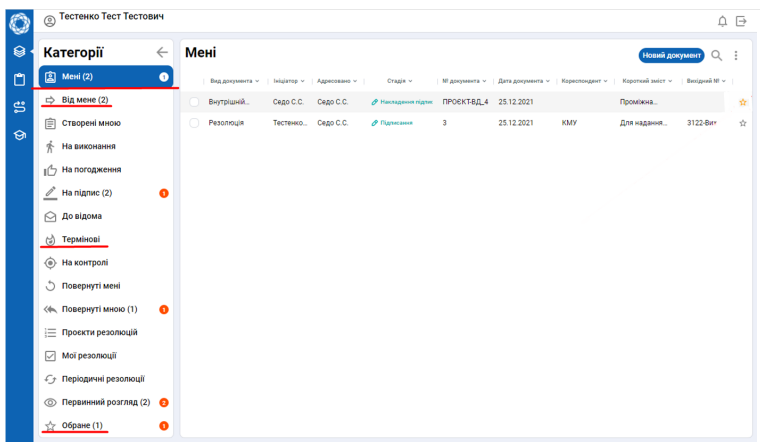 Тестенко Тест Тестович
Категорії
Мені (2) 1
Від мене (2)
Створені мною
На виконання
На погодження
На підпис (2) 1
До відома
Термінові
На контролі
Повернуті мені
Повернуті мною (1) 1
Проєкти резолюцій
Мої резолюції
Періодичні резолюції
Первинний розгляд (2) 2
Обране (1) 1
Мені
Новий документ
Вид документа Ініціатор Адресовано Стадія № документа Дата документа Кореспондент Короткий зміст Вихідний №
Внутрішній... Седо С.С. Седо С.С. Накладення підпис ПРОЄКТ-ВД_4 25.12.2021 Проміжна...
Резолюція Тестенко... Седо С.С. Підписання 3 25.12.2021 КМУ Для надання... 3122-Вит